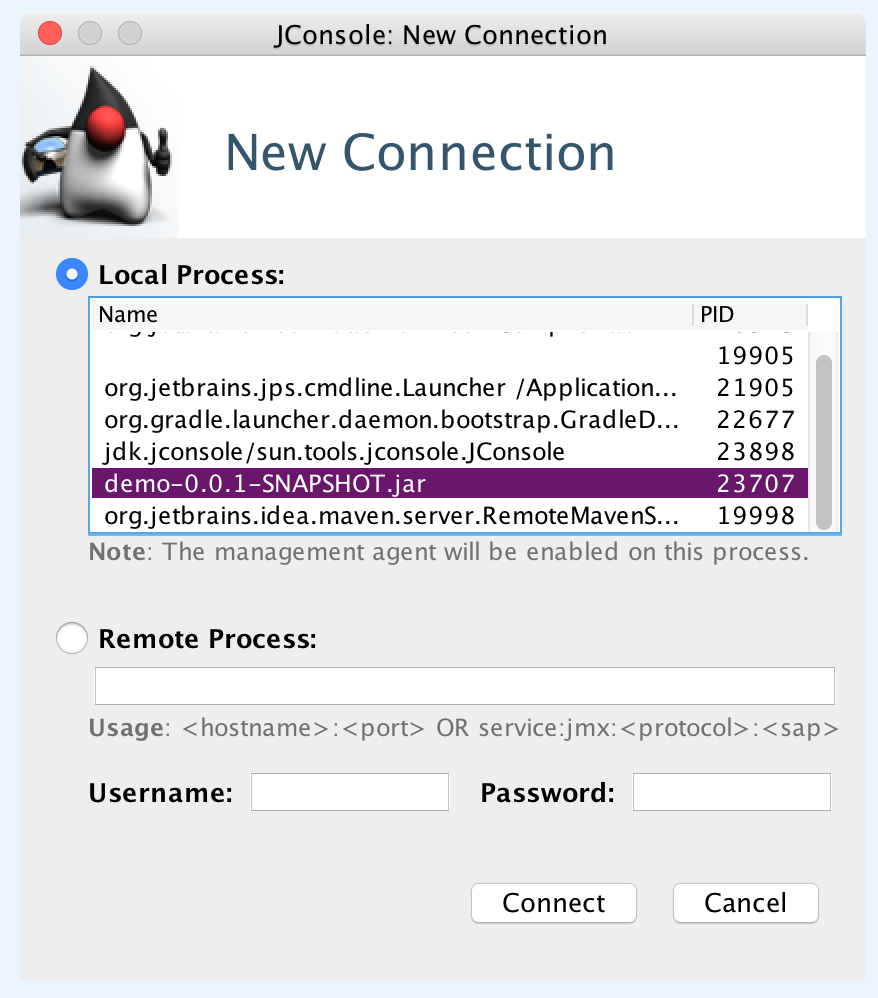 JConsole: New Connection
New Connection
Local Process:
Name PID
19905
org.jetbrains.jps.cmdline.Launcher /Application... 21905
org.gradle.launcher.daemon.bootstrap.GradleD... 22677
jdk.jconsole/sun.tools.jconsole.JConsole 23898
demo-0.0.1-SNAPSHOT.jar 23707
org.jetbrains.idea.maven.server.RemoteMavenS... 19998
Note: The management agent will be enabled on this process.
Remote Process:
Usage: <hostname>:<port> OR service:jmx:<protocol>:<sap>
Username: Password:
Connect Cancel